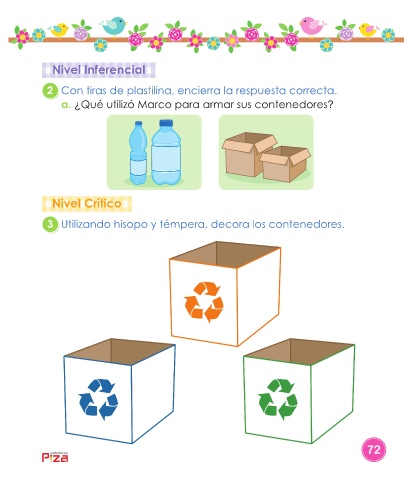 Nivel Inferencial
2 Con tiras de plastilina, encierra la respuesta correcta.
a. ¿Qué utilizó Marco para armar sus contenedores?
Nivel Crítico
3 Utilizando hisopo y témpera, decora los contenedores.
P!ZA
72